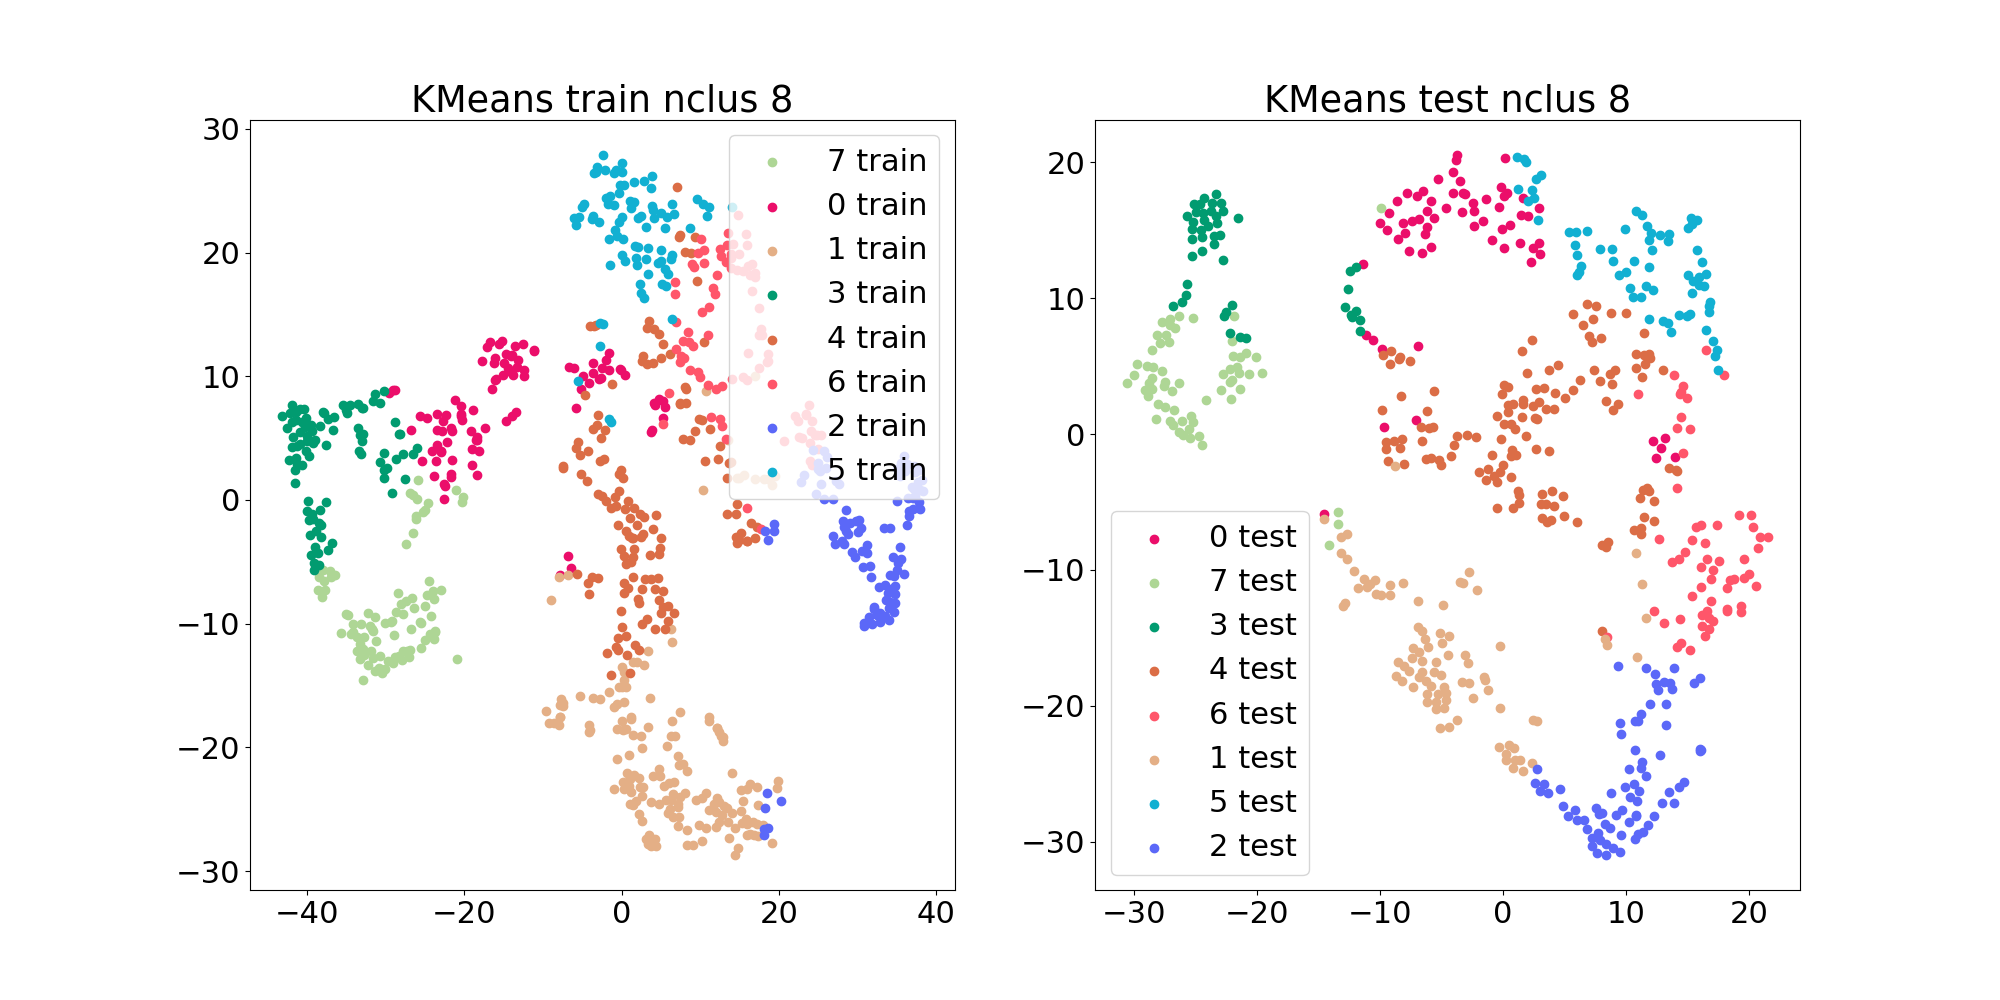 KMeans train nclus 8
30
20
10
0
−10
−20
−30
−40
−20
0
20
40
7 train
0 train
1 train
3 train
4 train
6 train
2 train
5 train
KMeans test nclus 8
20
10
0
−10
−20
−30
−30
−20
−10
0
10
20
0 test
7 test
3 test
4 test
6 test
1 test
5 test
2 test